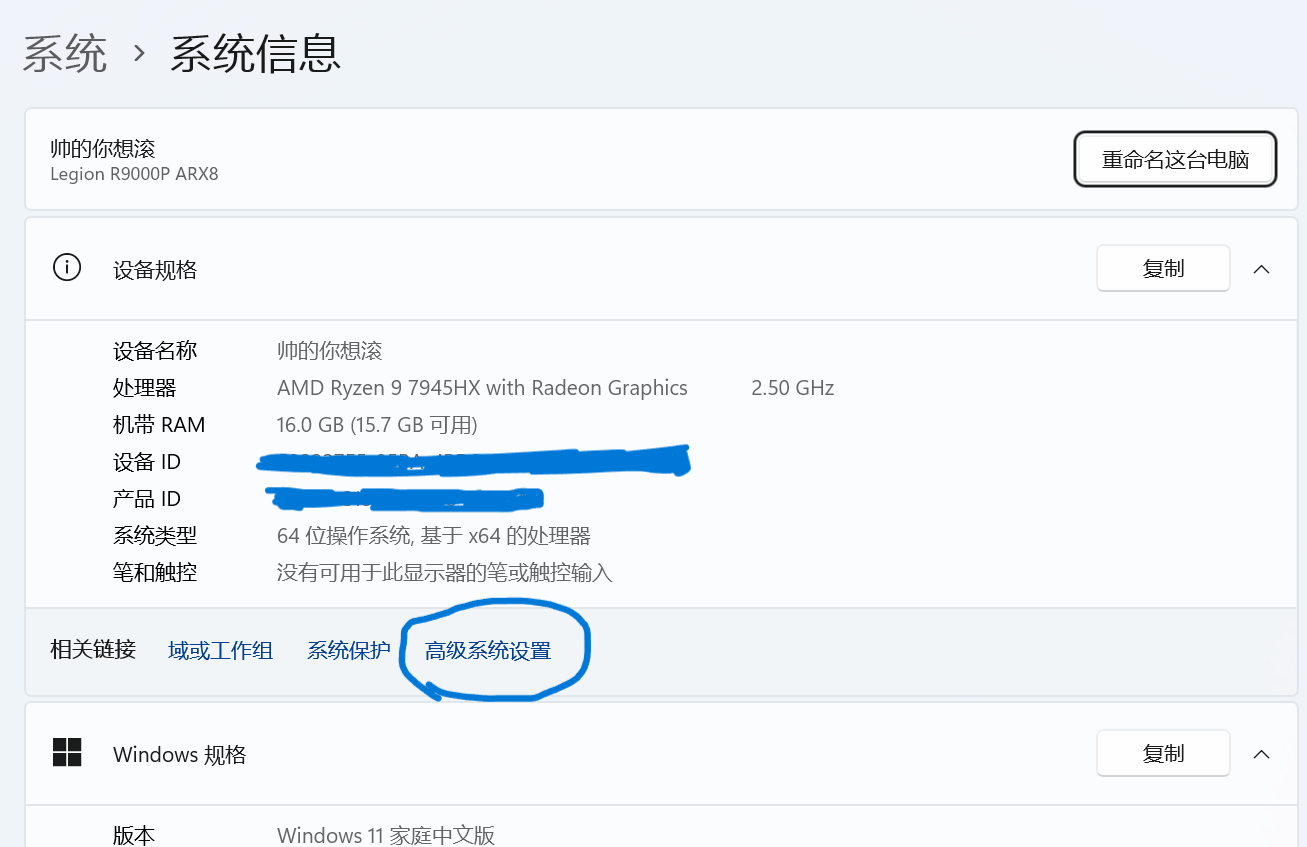 系统 › 系统信息
帅的你想滚
Legion R9000P ARX8
重命名这台电脑
设备规格
复制
设备名称 帅的你想滚
处理器 AMD Ryzen 9 7945HX with Radeon Graphics 2.50 GHz
机带 RAM 16.0 GB (15.7 GB 可用)
设备 ID
产品 ID
系统类型 64 位操作系统, 基于 x64 的处理器
笔和触控 没有可用于此显示器的笔或触控输入
相关链接 域或工作组 系统保护 高级系统设置
Windows 规格
复制
版本 Windows 11 家庭中文版